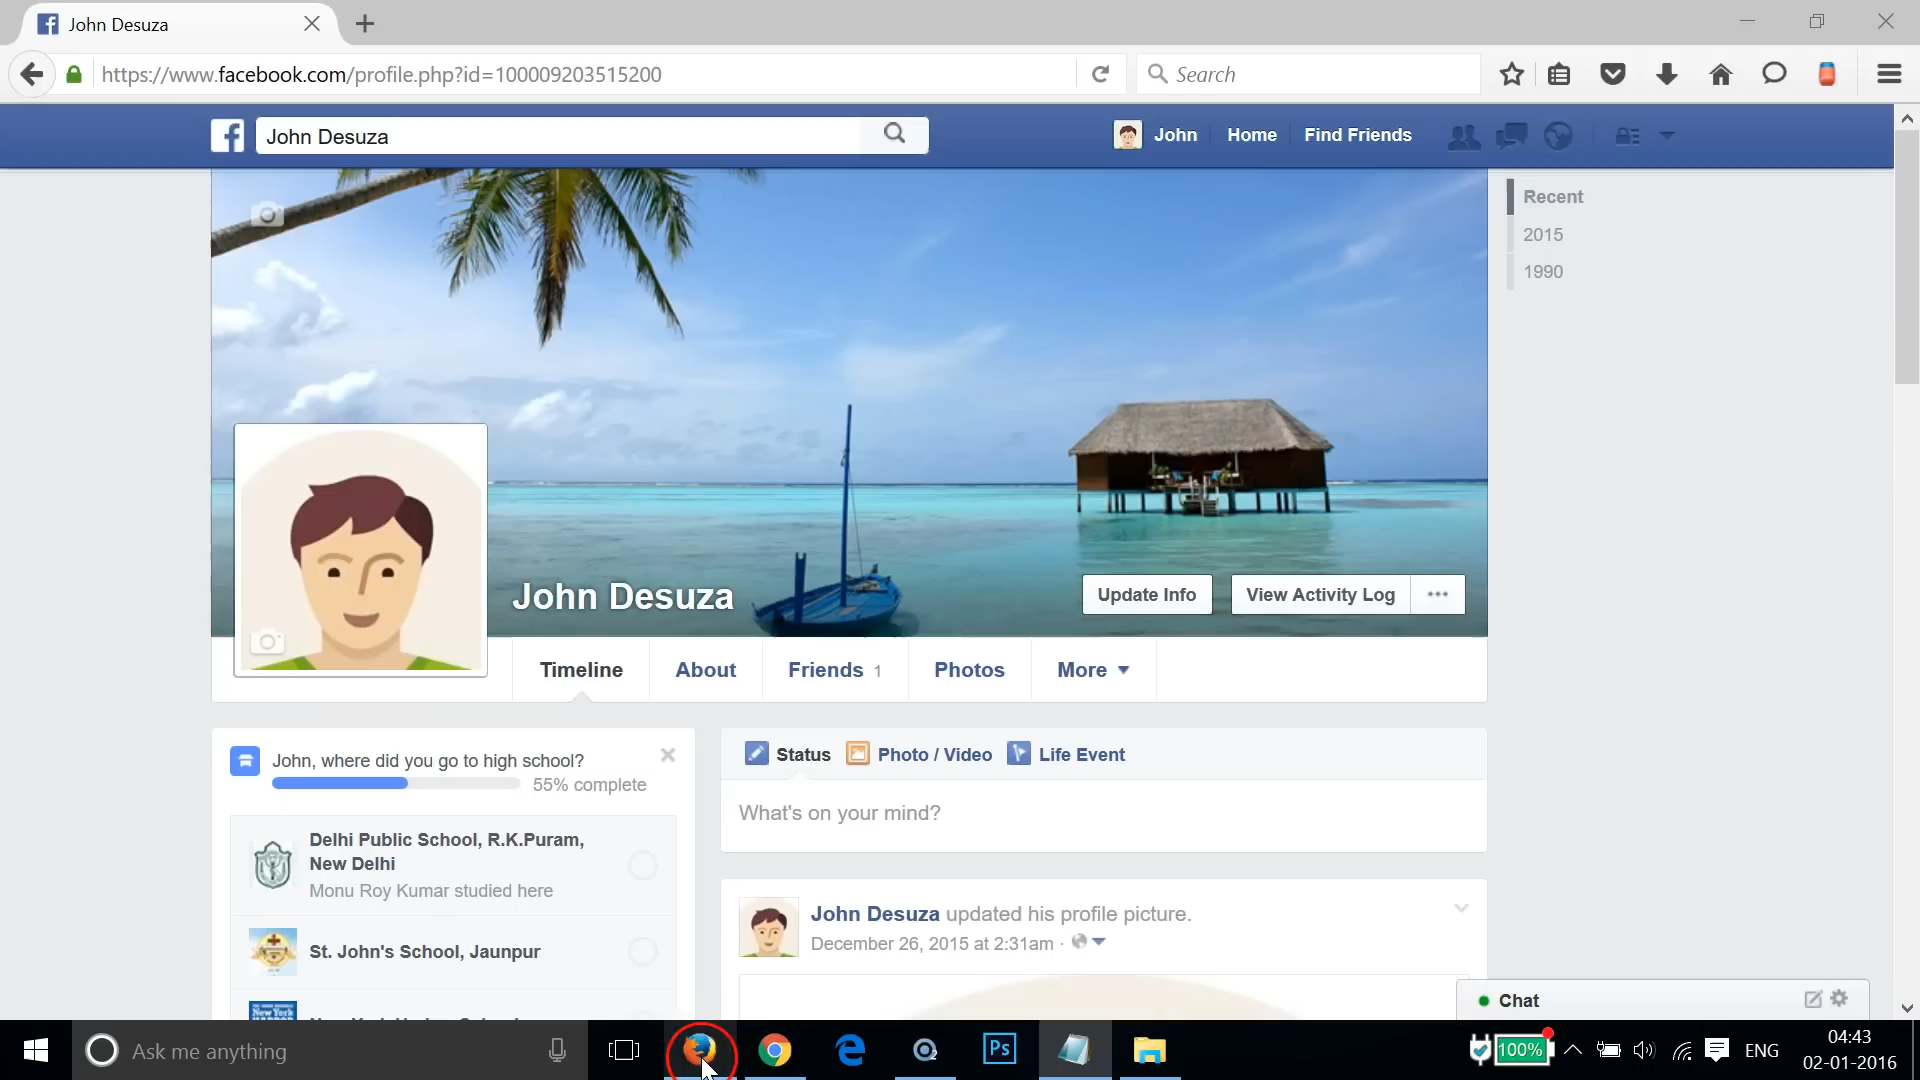 John Desuza
https://www.facebook.com/profile.php?id=100009203515200
Search
John Desuza
John
Home
Find Friends
Recent
2015
1990
John Desuza
Update Info
View Activity Log
Timeline
About
Friends 1
Photos
More
John, where did you go to high school?
55% complete
Delhi Public School, R.K.Puram,
New Delhi
Monu Roy Kumar studied here
St. John's School, Jaunpur
New York
Status
Photo / Video
Life Event
What's on your mind?
John Desuza updated his profile picture.
December 26, 2015 at 2:31am ·
Chat
Ask me anything
Ps
100%
ENG
04:43
02-01-2016